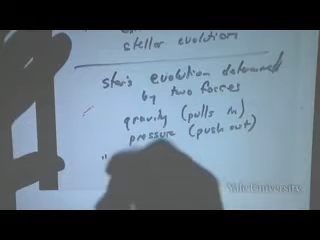 stellar evolution
star's evolution determined
by two forces
gravity (pulls in)
pressure (push out)
"
Yale University